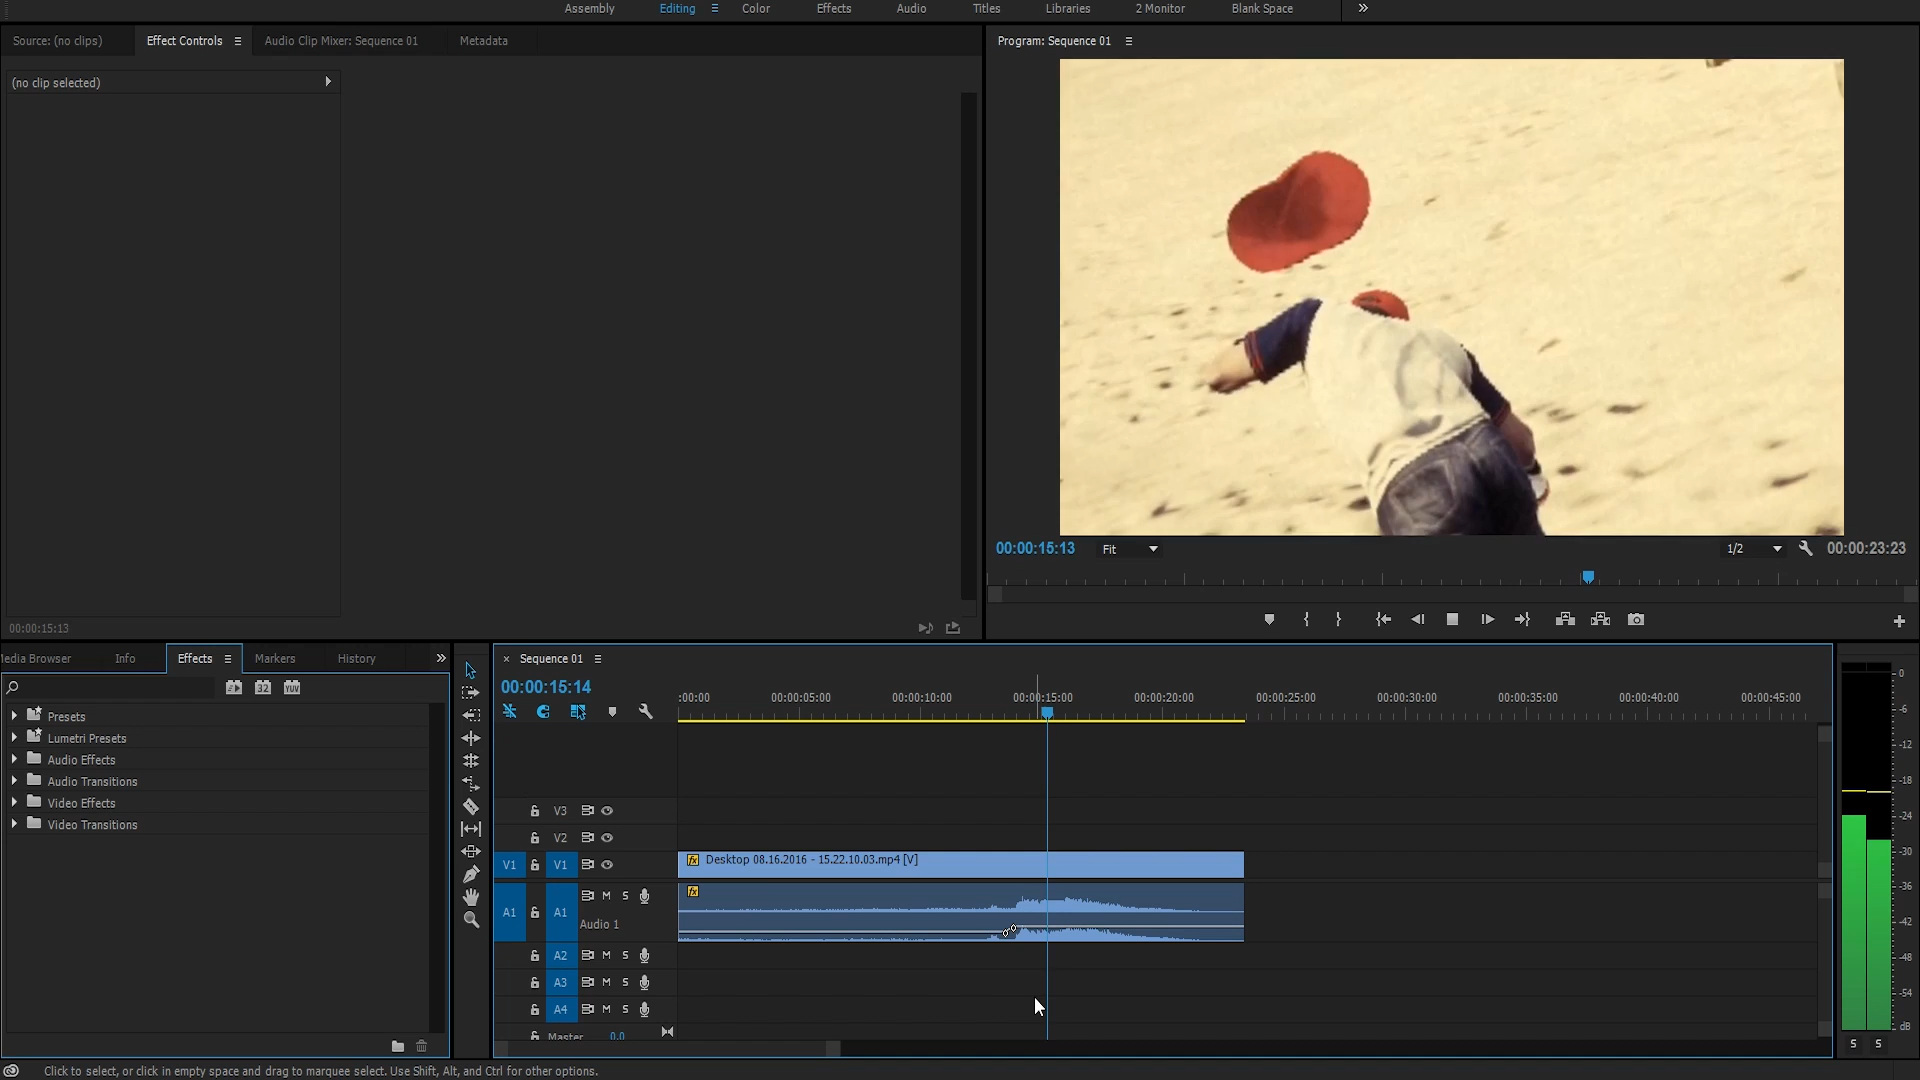 Assembly Editing Color Effects Audio Titles Libraries 2 Monitor Blank Space
Source: (no clips) Effect Controls Audio Clip Mixer: Sequence 01 Metadata
Program: Sequence 01
(no clip selected)
00:00:15:13 Fit 1/2 00:00:23:23
00:00:15:13
edia Browser Info Effects Markers History
32 YUV
Presets
Lumetri Presets
Audio Effects
Audio Transitions
Video Effects
Video Transitions
× Sequence 01
00:00:15:14
:00:00 00:00:05:00 00:00:10:00 00:00:15:00 00:00:20:00 00:00:25:00 00:00:30:00 00:00:35:00 00:00:40:00 00:00:45:00
V3
V2
V1 V1 fx Desktop 08.16.2016 - 15.22.10.03.mp4 [V]
A1 A1 M S fx
Audio 1
A2 M S
A3 M S
A4 M S
Master 0.0
0
-6
-12
-18
-24
-30
-36
-42
-48
-54
dB
S S
Click to select, or click in empty space and drag to marquee select. Use Shift, Alt, and Ctrl for other options.